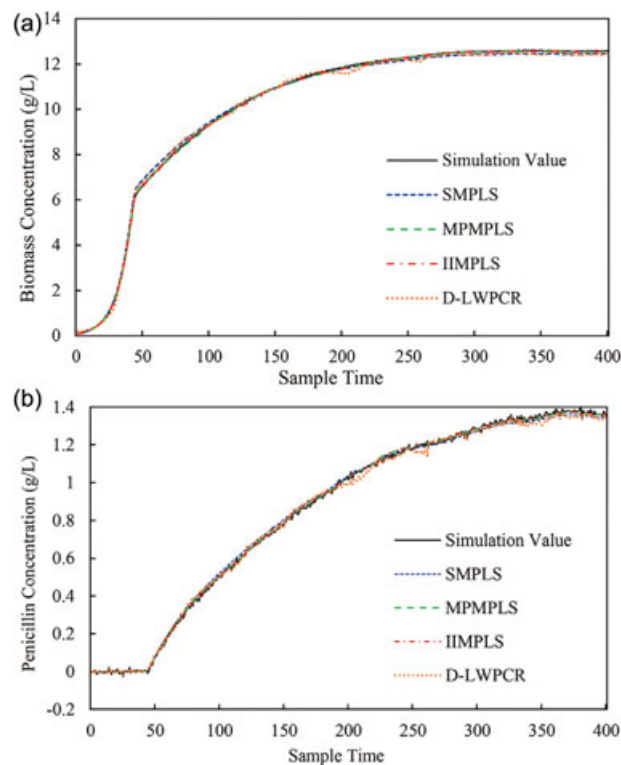 (a)
14
12
10
8
6
4
2
0
Biomass Concentration (g/L)
Simulation Value
SMPLS
MPMPLS
IIMPLS
D-LWPCR
0 50 100 150 200 250 300 350 400
Sample Time
(b)
1.4
1.2
1
0.8
0.6
0.4
0.2
0
-0.2
Penicillin Concentration (g/L)
Simulation Value
SMPLS
MPMPLS
IIMPLS
D-LWPCR
0 50 100 150 200 250 300 350 400
Sample Time